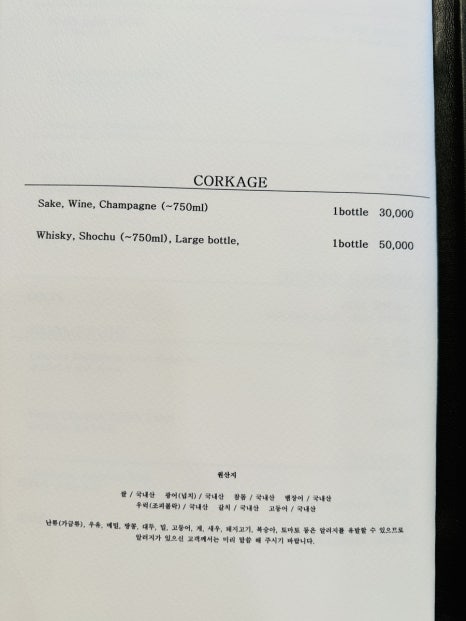 CORKAGE
Sake, Wine, Champagne (~750ml) 1bottle 30,000
Whisky, Shochu (~750ml), Large bottle, 1bottle 50,000
원산지
쌀 / 국내산 광어(넙치) / 국내산 참돔 / 국내산 뱀장어 / 국내산
우럭(조피볼락) / 국내산 갈치 / 국내산 고등어 / 국내산
난류(가금류), 우유, 메밀, 땅콩, 대두, 밀, 고등어, 게, 새우, 돼지고기, 복숭아, 토마토 등은 알러지를 유발할 수 있으므로
알러지가 있으신 고객께서는 미리 말씀 해 주시기 바랍니다.